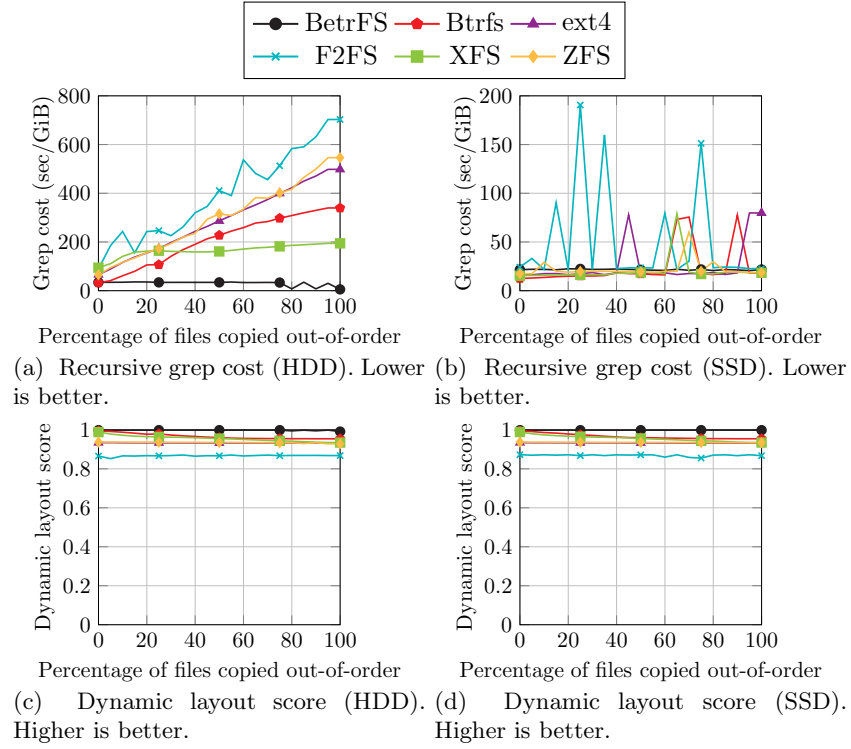 BetrFS Btrfs ext4
F2FS XFS ZFS
800
600
400
200
0
Grep cost (sec/GiB)
0 20 40 60 80 100
Percentage of files copied out-of-order
(a) Recursive grep cost (HDD). Lower
is better.
200
150
100
50
0
Grep cost (sec/GiB)
0 20 40 60 80 100
Percentage of files copied out-of-order
(b) Recursive grep cost (SSD). Lower
is better.
1
0.8
0.6
0.4
0.2
0
Dynamic layout score
0 20 40 60 80 100
Percentage of files copied out-of-order
(c) Dynamic layout score (HDD).
Higher is better.
1
0.8
0.6
0.4
0.2
0
Dynamic layout score
0 20 40 60 80 100
Percentage of files copied out-of-order
(d) Dynamic layout score (SSD).
Higher is better.